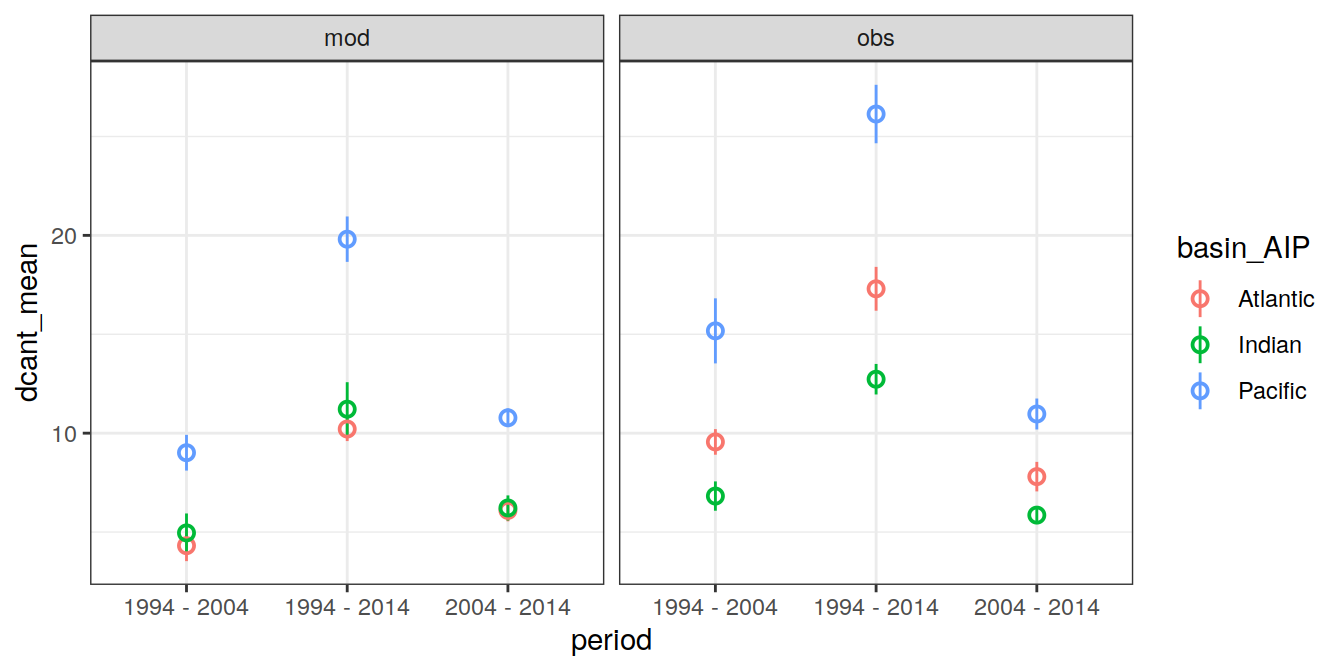 mod
obs
dcant_mean
20
10
1994 - 2004
1994 - 2014
2004 - 2014
1994 - 2004
1994 - 2014
2004 - 2014
period
basin_AIP
Atlantic
Indian
Pacific